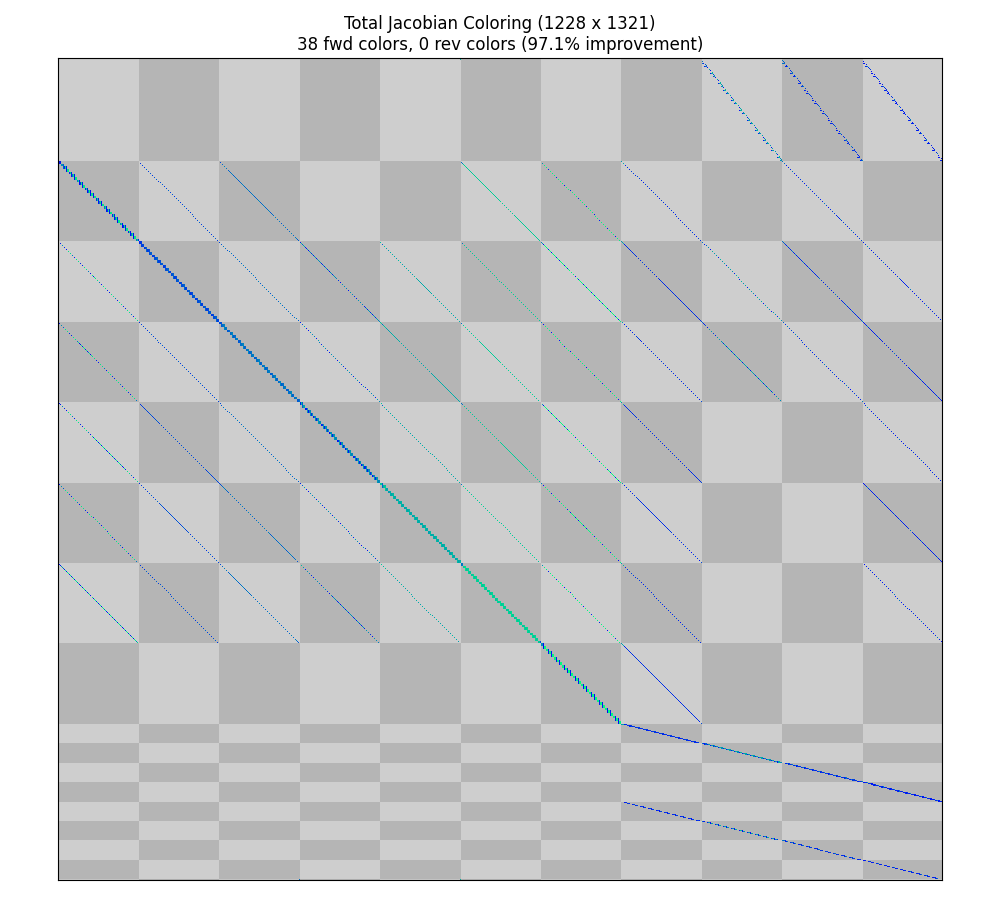 Total Jacobian Coloring (1228 x 1321)
38 fwd colors, 0 rev colors (97.1% improvement)